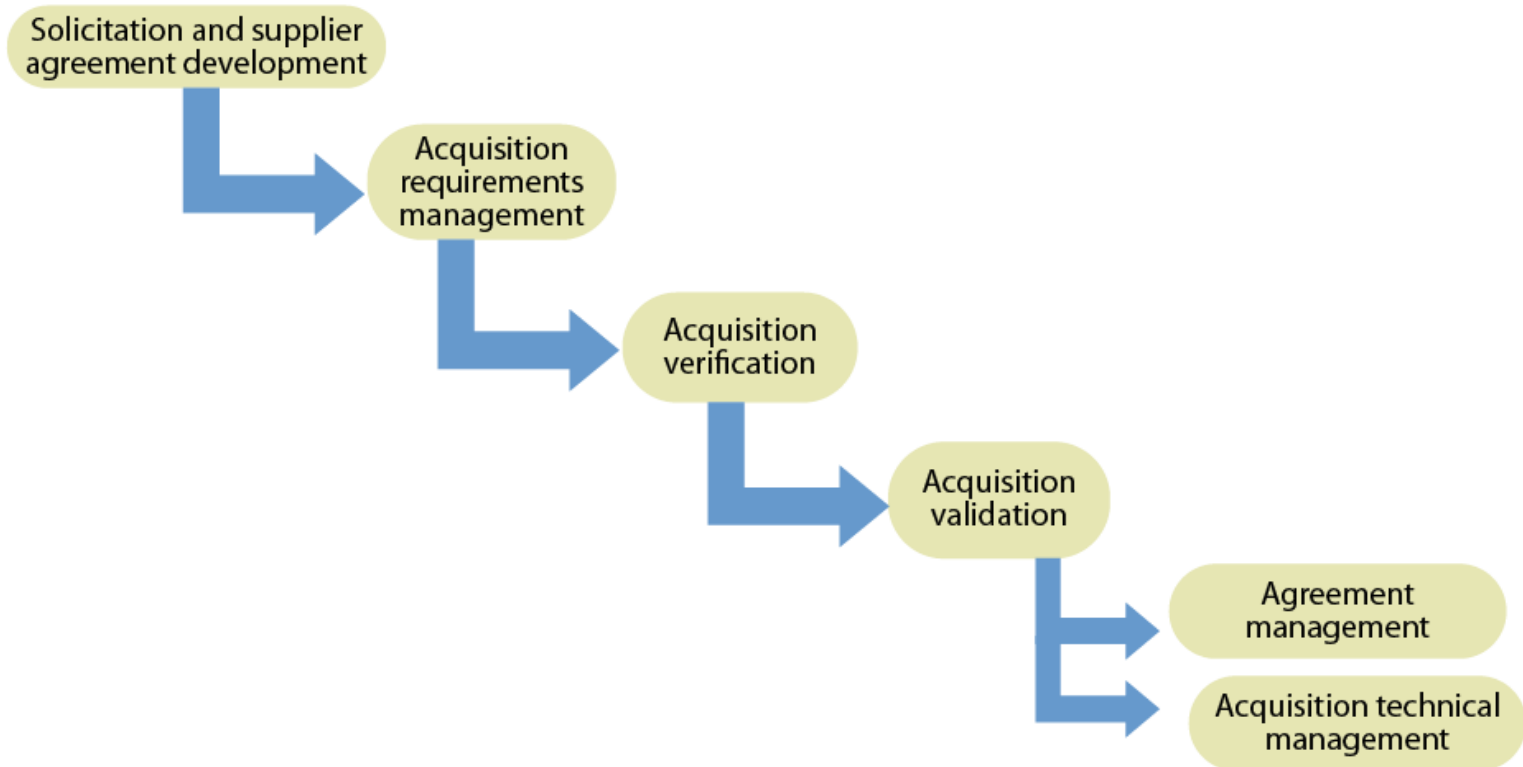 Solicitation and supplier
agreement development
Acquisition
requirements
management
Acquisition
verification
Acquisition
validation
Agreement
management
Acquisition technical
management